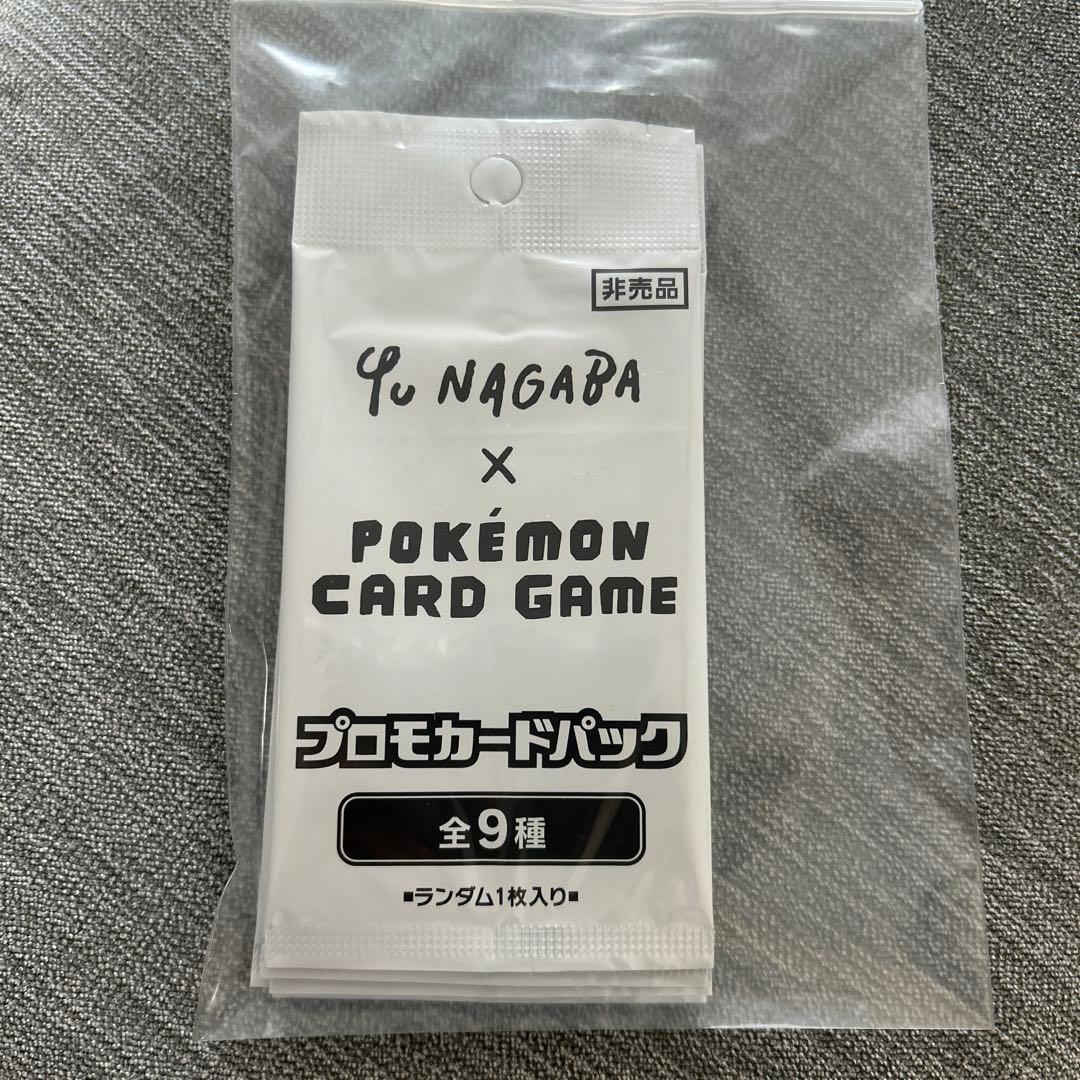 非売品
Yu NAGABA
×
POKÉMON
CARD GAME
プロモカードパック
全9種
■ランダム1枚入り■